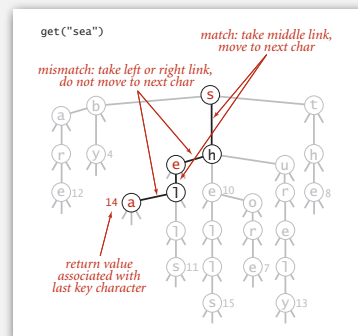 get("sea")
match: take middle link,
move to next char
mismatch: take left or right link,
do not move to next char
s
b
t
a
h
y 4
e
u
h
r
l
e 10
o
r
e 8
e 12
14 a
l
l
r
e
return value
associated with
last key character
s 11
l
e 7
l
s 15
y 13